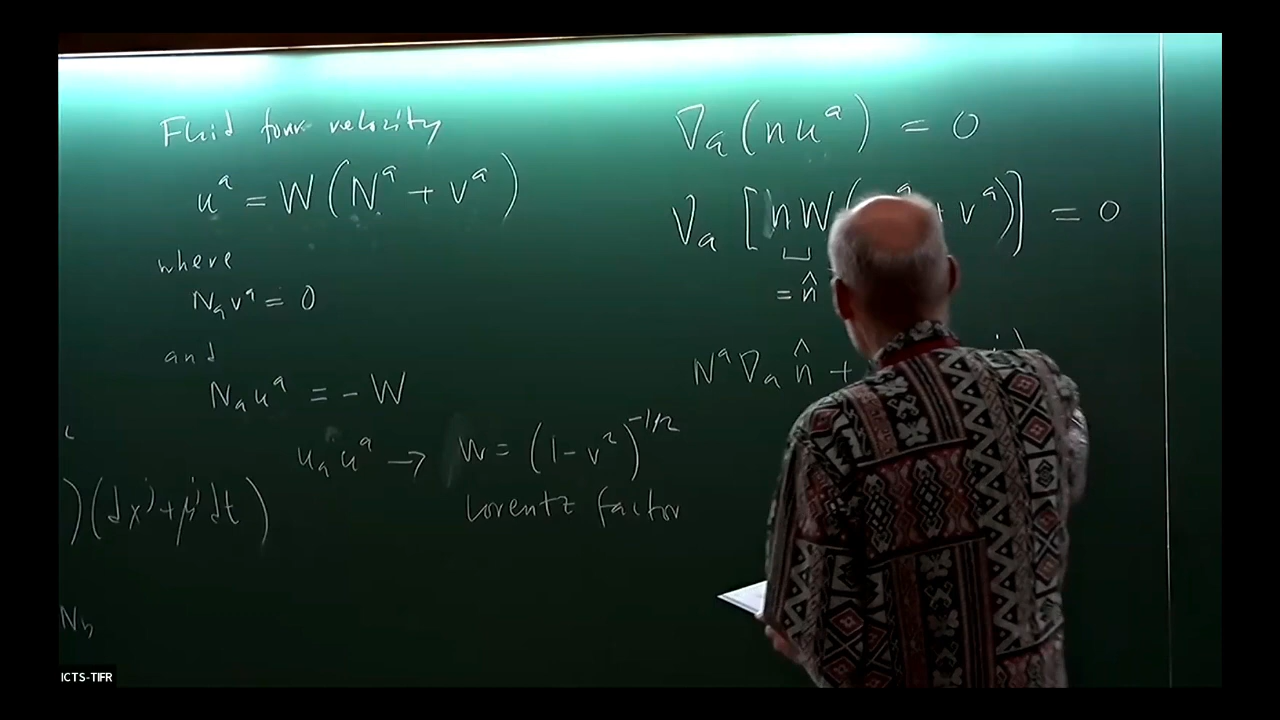 Fluid four velocity
u^a = W(N^a + v^a)
where
N_a v^a = 0
and
N_a u^a = - W
u_a u^a → W = (1 - v^2)^{-1/2}
Lorentz factor
)(dx^j + β^j dt)
N_b
∇_a (n u^a) = 0
∇_a [n W ( + v^a)] = 0
= n̂
N^a ∇_a n̂ +
ICTS-TIFR